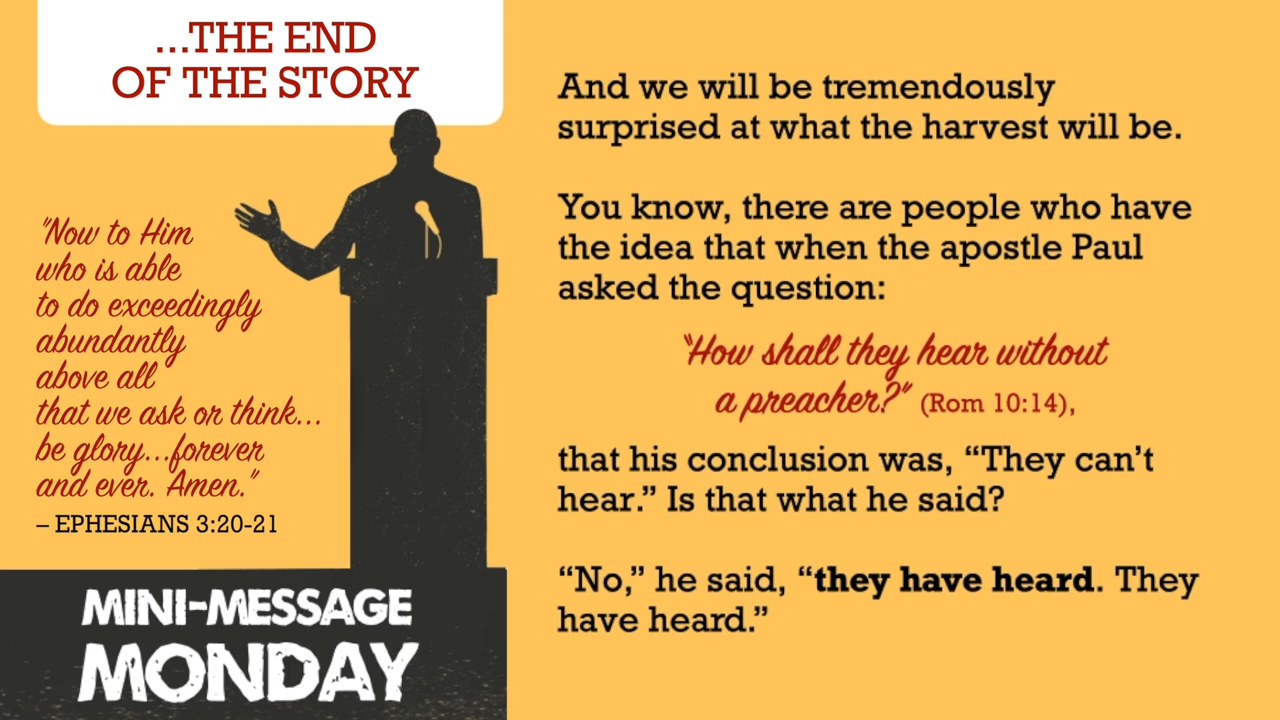 ...THE END
OF THE STORY
"Now to Him
who is able
to do exceedingly
abundantly
above all
that we ask or think...
be glory...forever
and ever. Amen."
– EPHESIANS 3:20-21
MINI-MESSAGE
MONDAY
And we will be tremendously
surprised at what the harvest will be.
You know, there are people who have
the idea that when the apostle Paul
asked the question:
"How shall they hear without
a preacher?" (Rom 10:14),
that his conclusion was, “They can’t
hear.” Is that what he said?
“No,” he said, “they have heard. They
have heard.”